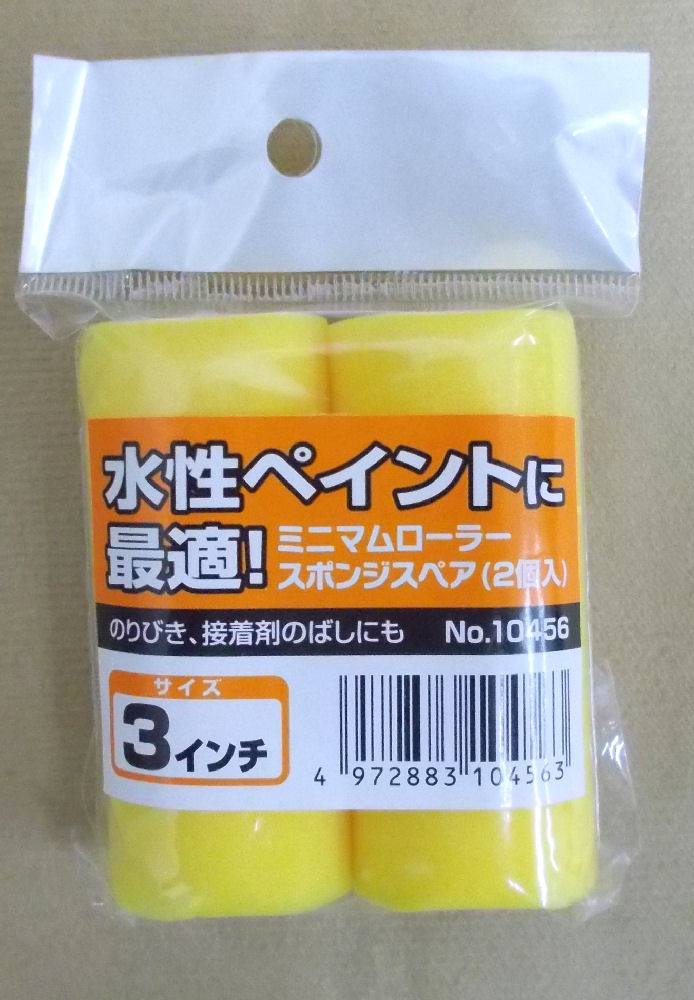 水性ペイントに
最適!
ミニマムローラー
スポンジスペア(2個入)
のりびき、接着剤のばしにも No.10456
サイズ
3インチ
4 972883 104563